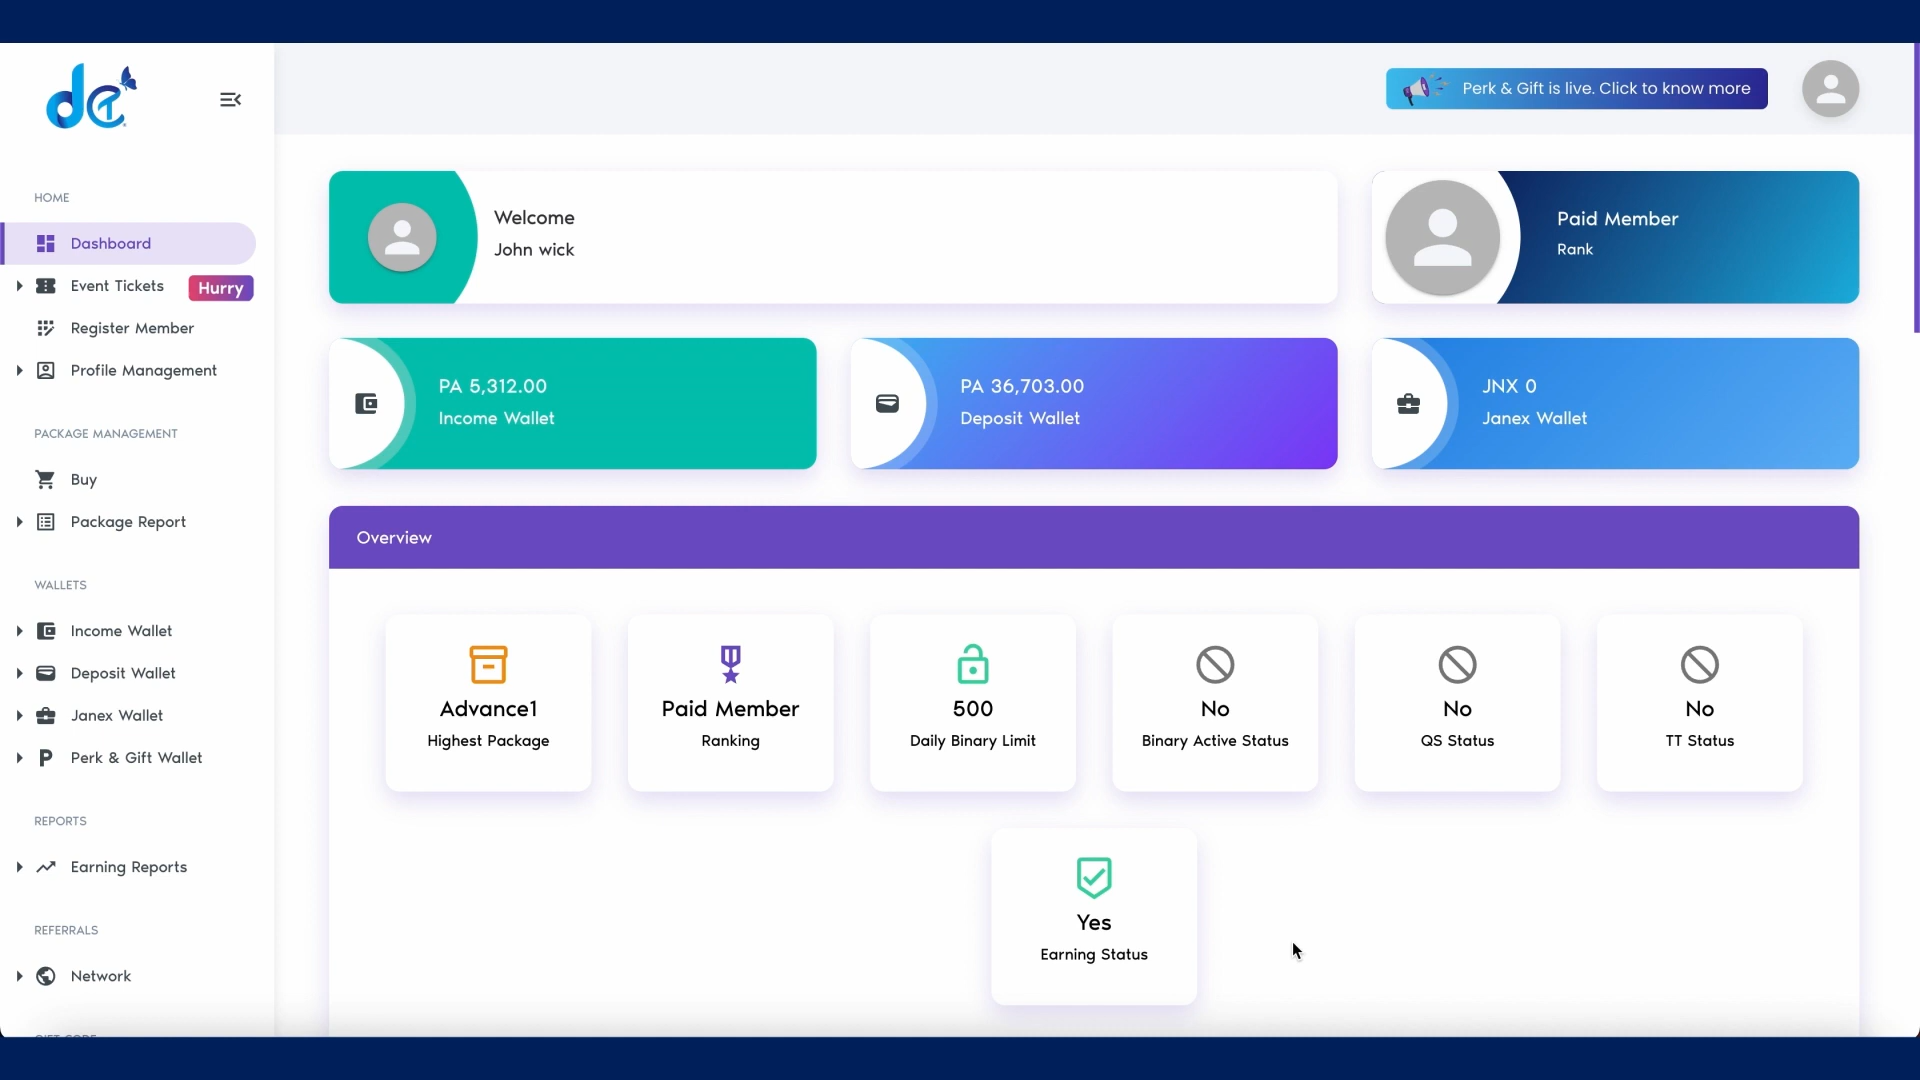 dct
Perk & Gift is live. Click to know more
HOME
Dashboard
Event Tickets
Hurry
Register Member
Profile Management
PACKAGE MANAGEMENT
Buy
Package Report
WALLETS
Income Wallet
Deposit Wallet
Janex Wallet
Perk & Gift Wallet
REPORTS
Earning Reports
REFERRALS
Network
Welcome
John wick
Paid Member
Rank
PA 5,312.00
Income Wallet
PA 36,703.00
Deposit Wallet
JNX 0
Janex Wallet
Overview
Advance1
Highest Package
Paid Member
Ranking
500
Daily Binary Limit
No
Binary Active Status
No
QS Status
No
TT Status
Yes
Earning Status